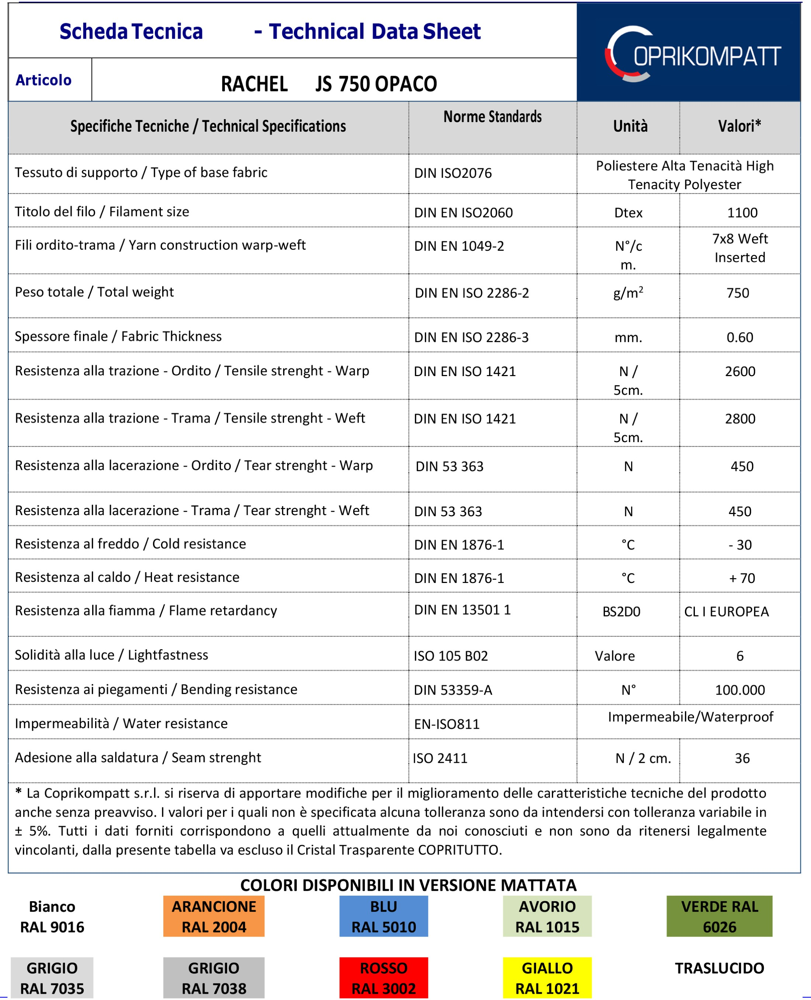 Scheda Tecnica - Technical Data Sheet
COPRIKOMPATT
Articolo
RACHEL JS 750 OPACO
Specifiche Tecniche / Technical Specifications Norme Standards Unità Valori*
Tessuto di supporto / Type of base fabric DIN ISO2076 Poliestere Alta Tenacità High
Tenacity Polyester
Titolo del filo / Filament size DIN EN ISO2060 Dtex 1100
Fili ordito-trama / Yarn construction warp-weft DIN EN 1049-2 N°/c 7x8 Weft
m. Inserted
Peso totale / Total weight DIN EN ISO 2286-2 g/m² 750
Spessore finale / Fabric Thickness DIN EN ISO 2286-3 mm. 0.60
Resistenza alla trazione - Ordito / Tensile strenght - Warp DIN EN ISO 1421 N / 2600
5cm.
Resistenza alla trazione - Trama / Tensile strenght - Weft DIN EN ISO 1421 N / 2800
5cm.
Resistenza alla lacerazione - Ordito / Tear strenght - Warp DIN 53 363 N 450
Resistenza alla lacerazione - Trama / Tear strenght - Weft DIN 53 363 N 450
Resistenza al freddo / Cold resistance DIN EN 1876-1 °C - 30
Resistenza al caldo / Heat resistance DIN EN 1876-1 °C + 70
Resistenza alla fiamma / Flame retardancy DIN EN 13501 1 BS2D0 CL I EUROPEA
Solidità alla luce / Lightfastness ISO 105 B02 Valore 6
Resistenza ai piegamenti / Bending resistance DIN 53359-A N° 100.000
Impermeabilità / Water resistance EN-ISO811 Impermeabile/Waterproof
Adesione alla saldatura / Seam strenght ISO 2411 N / 2 cm. 36
* La Coprikompatt s.r.l. si riserva di apportare modifiche per il miglioramento delle caratteristiche tecniche del prodotto
anche senza preavviso. I valori per i quali non è specificata alcuna tolleranza sono da intendersi con tolleranza variabile in
± 5%. Tutti i dati forniti corrispondono a quelli attualmente da noi conosciuti e non sono da ritenersi legalmente
vincolanti, dalla presente tabella va escluso il Cristal Trasparente COPRITUTTO.
COLORI DISPONIBILI IN VERSIONE MATTATA
Bianco ARANCIONE BLU AVORIO VERDE RAL
RAL 9016 RAL 2004 RAL 5010 RAL 1015 6026
GRIGIO GRIGIO ROSSO GIALLO TRASLUCIDO
RAL 7035 RAL 7038 RAL 3002 RAL 1021